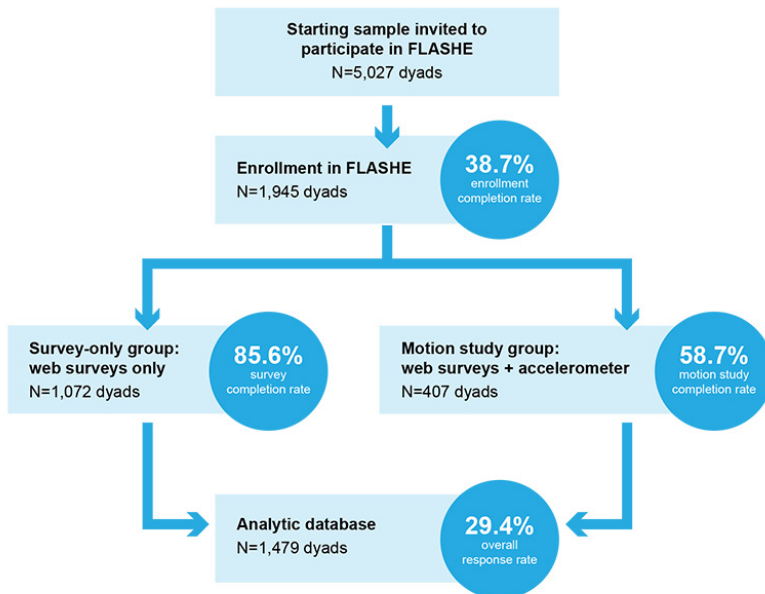 Starting sample invited to
participate in FLASHE
N=5,027 dyads
Enrollment in FLASHE
N=1,945 dyads
38.7%
enrollment
completion rate
Survey-only group:
web surveys only
N=1,072 dyads
85.6%
survey
completion rate
Motion study group:
web surveys + accelerometer
N=407 dyads
58.7%
motion study
completion rate
Analytic database
N=1,479 dyads
29.4%
overall
response rate